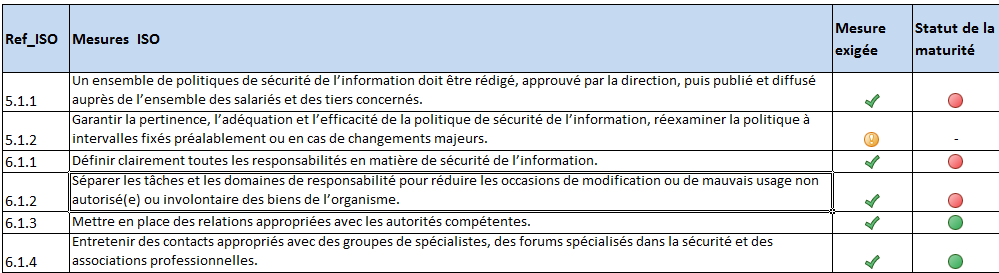 Ref_ISO Mesures ISO Mesure exigée Statut de la maturité
Un ensemble de politiques de sécurité de l’information doit être rédigé, approuvé par la direction, puis publié et diffusé
5.1.1 auprès de l’ensemble des salariés et des tiers concernés.
Garantir la pertinence, l’adéquation et l’efficacité de la politique de sécurité de l’information, réexaminer la politique à
5.1.2 intervalles fixés préalablement ou en cas de changements majeurs. -
6.1.1 Définir clairement toutes les responsabilités en matière de sécurité de l’information.
Séparer les tâches et les domaines de responsabilité pour réduire les occasions de modification ou de mauvais usage non
6.1.2 autorisé(e) ou involontaire des biens de l’organisme.
6.1.3 Mettre en place des relations appropriées avec les autorités compétentes.
Entretenir des contacts appropriés avec des groupes de spécialistes, des forums spécialisés dans la sécurité et des
6.1.4 associations professionnelles.